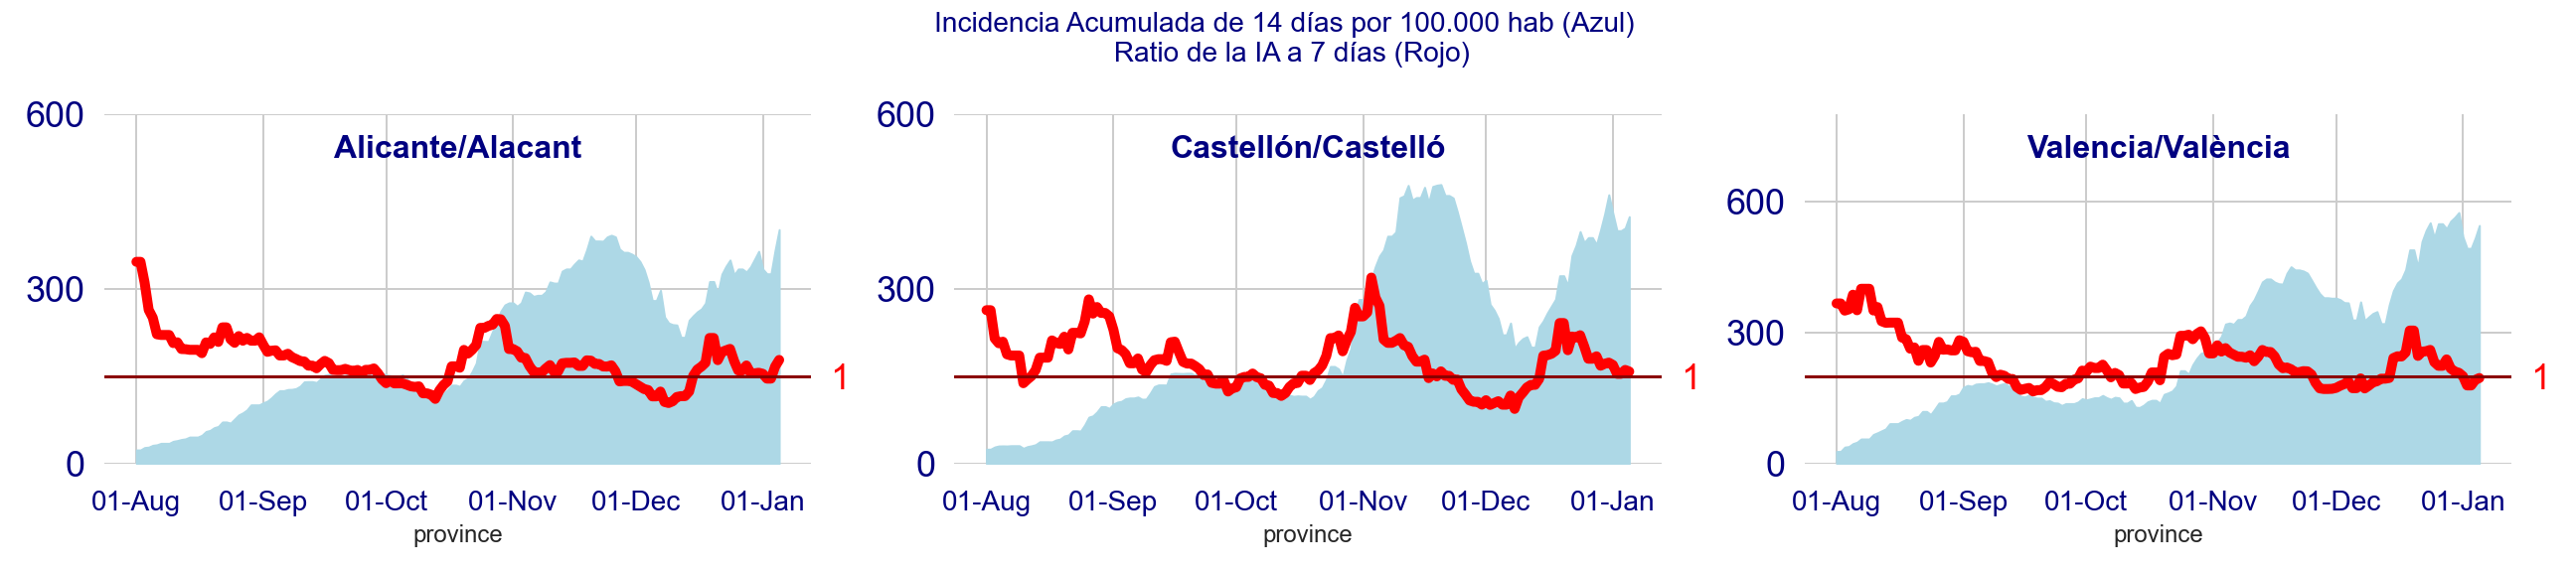 Incidencia Acumulada de 14 días por 100.000 hab (Azul)
Ratio de la IA a 7 días (Rojo)
Alicante/Alacant
600
300
0
1
01-Aug 01-Sep 01-Oct 01-Nov 01-Dec 01-Jan
province
Castellón/Castelló
600
300
0
1
01-Aug 01-Sep 01-Oct 01-Nov 01-Dec 01-Jan
province
Valencia/València
600
300
0
1
01-Aug 01-Sep 01-Oct 01-Nov 01-Dec 01-Jan
province